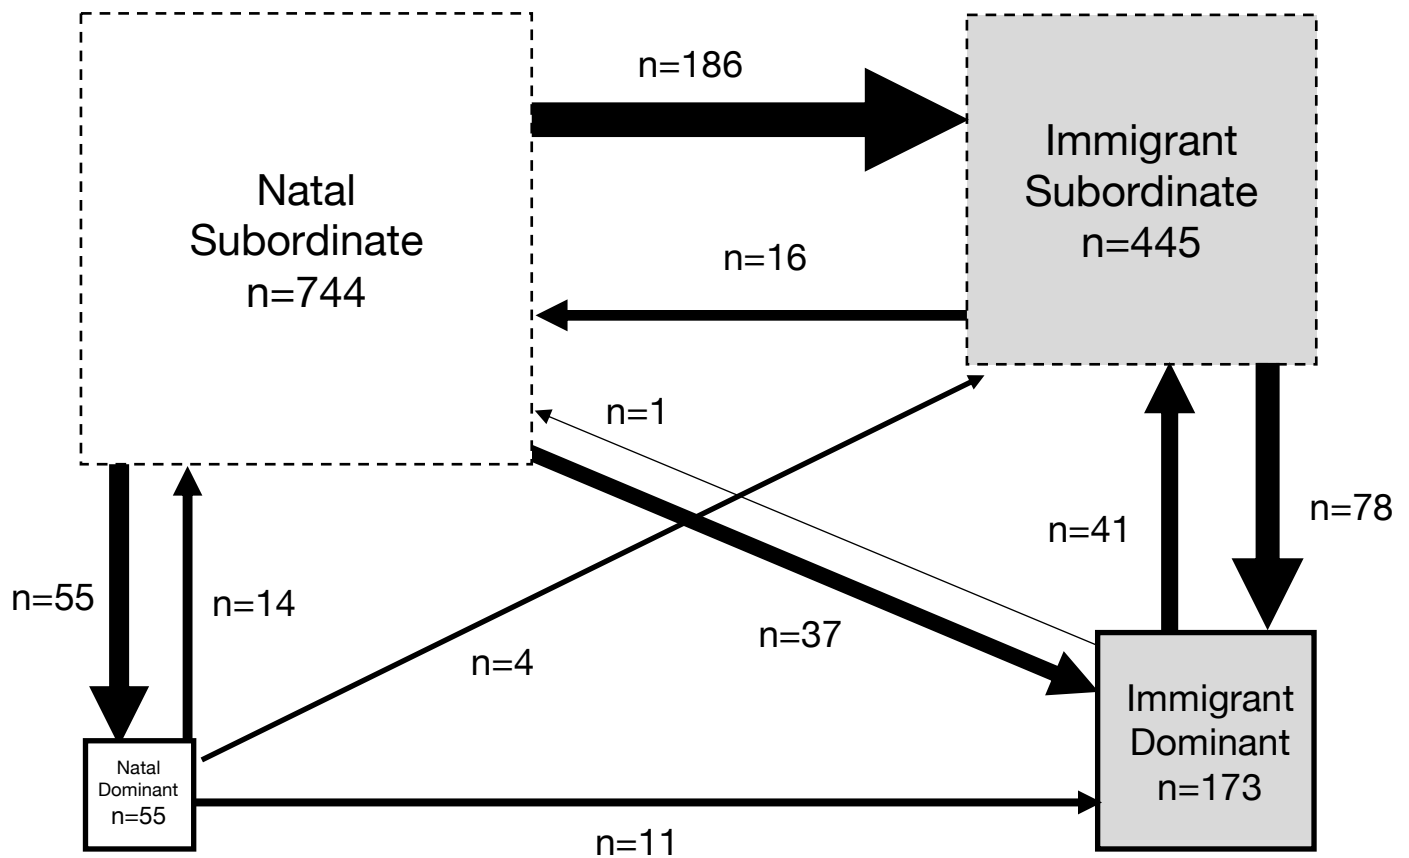 n=186
Natal
Subordinate
n=744
Immigrant
Subordinate
n=445
n=16
n=1
n=78
n=41
n=55
n=14
n=37
n=4
Natal
Dominant
n=55
Immigrant
Dominant
n=173
n=11